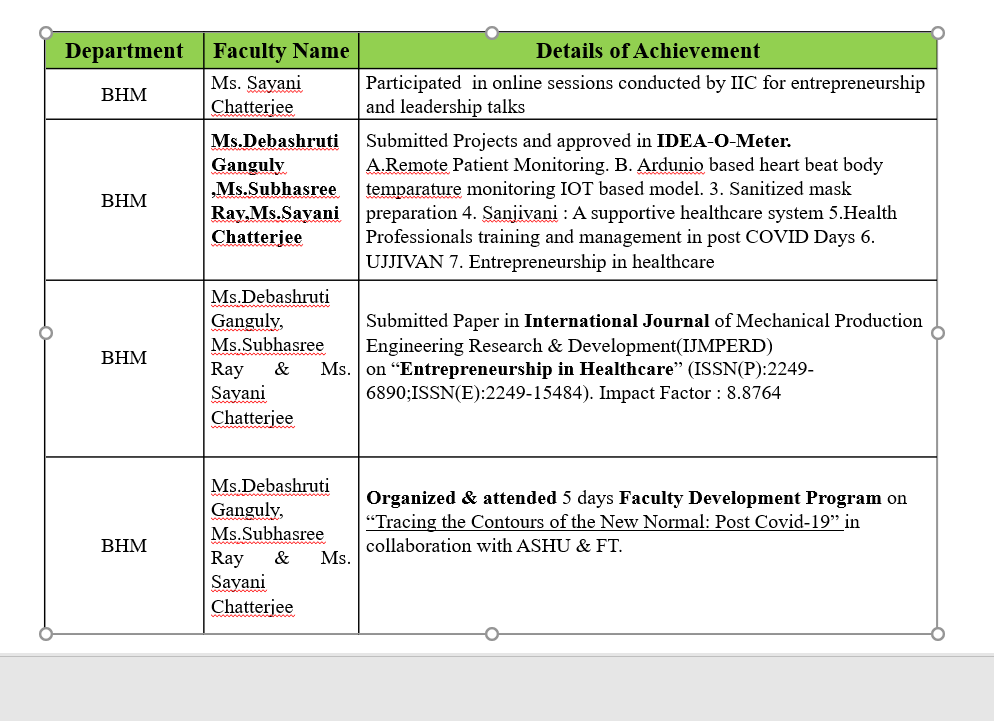 Department Faculty Name Details of Achievement
BHM
Ms. Sayani
Chatterjee
Participated in online sessions conducted by IIC for entrepreneurship
and leadership talks
BHM
Ms.Debashruti
Ganguly
,Ms.Subhasree
Ray,Ms.Sayani
Chatterjee
Submitted Projects and approved in IDEA-O-Meter.
A.Remote Patient Monitoring. B. Ardunio based heart beat body
temparature monitoring IOT based model. 3. Sanitized mask
preparation 4. Sanjivani : A supportive healthcare system 5.Health
Professionals training and management in post COVID Days 6.
UJJIVAN 7. Entrepreneurship in healthcare
BHM
Ms.Debashruti
Ganguly,
Ms.Subhasree
Ray & Ms.
Sayani
Chatterjee
Submitted Paper in International Journal of Mechanical Production
Engineering Research & Development(IJMPERD)
on “Entrepreneurship in Healthcare” (ISSN(P):2249-
6890;ISSN(E):2249-15484). Impact Factor : 8.8764
BHM
Ms.Debashruti
Ganguly,
Ms.Subhasree
Ray & Ms.
Sayani
Chatterjee
Organized & attended 5 days Faculty Development Program on
“Tracing the Contours of the New Normal: Post Covid-19” in
collaboration with ASHU & FT.